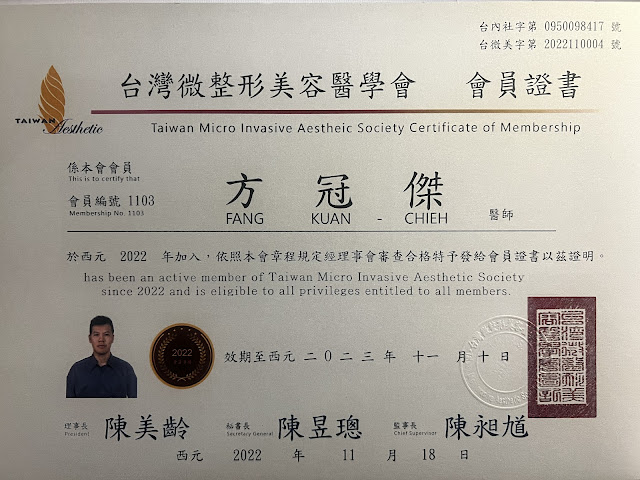 台內社字第 0950098417 號
台微美字第 2022110004 號
TAIWAN
Aesthetic
台灣微整形美容醫學會 會員證書
Taiwan Micro Invasive Aestheic Society Certificate of Membership
係本會會員
This is to certify that
會員編號 1103
Membership No. 1103
方 冠 傑 醫師
FANG KUAN - CHIEH
於西元 2022 年加入，依照本會章程規定經理事會審查合格特予發給會員證書以茲證明。
has been an active member of Taiwan Micro Invasive Aesthetic Society
since 2022 and is eligible to all privileges entitled to all members.
2022
效期至西元 二〇二三 年 十一 月 十 日
理事長 陳美齡 秘書長 陳昱璁 監事長 陳昶馗
President Secretary General Chief Supervisor
西元 2022 年 11 月 18 日